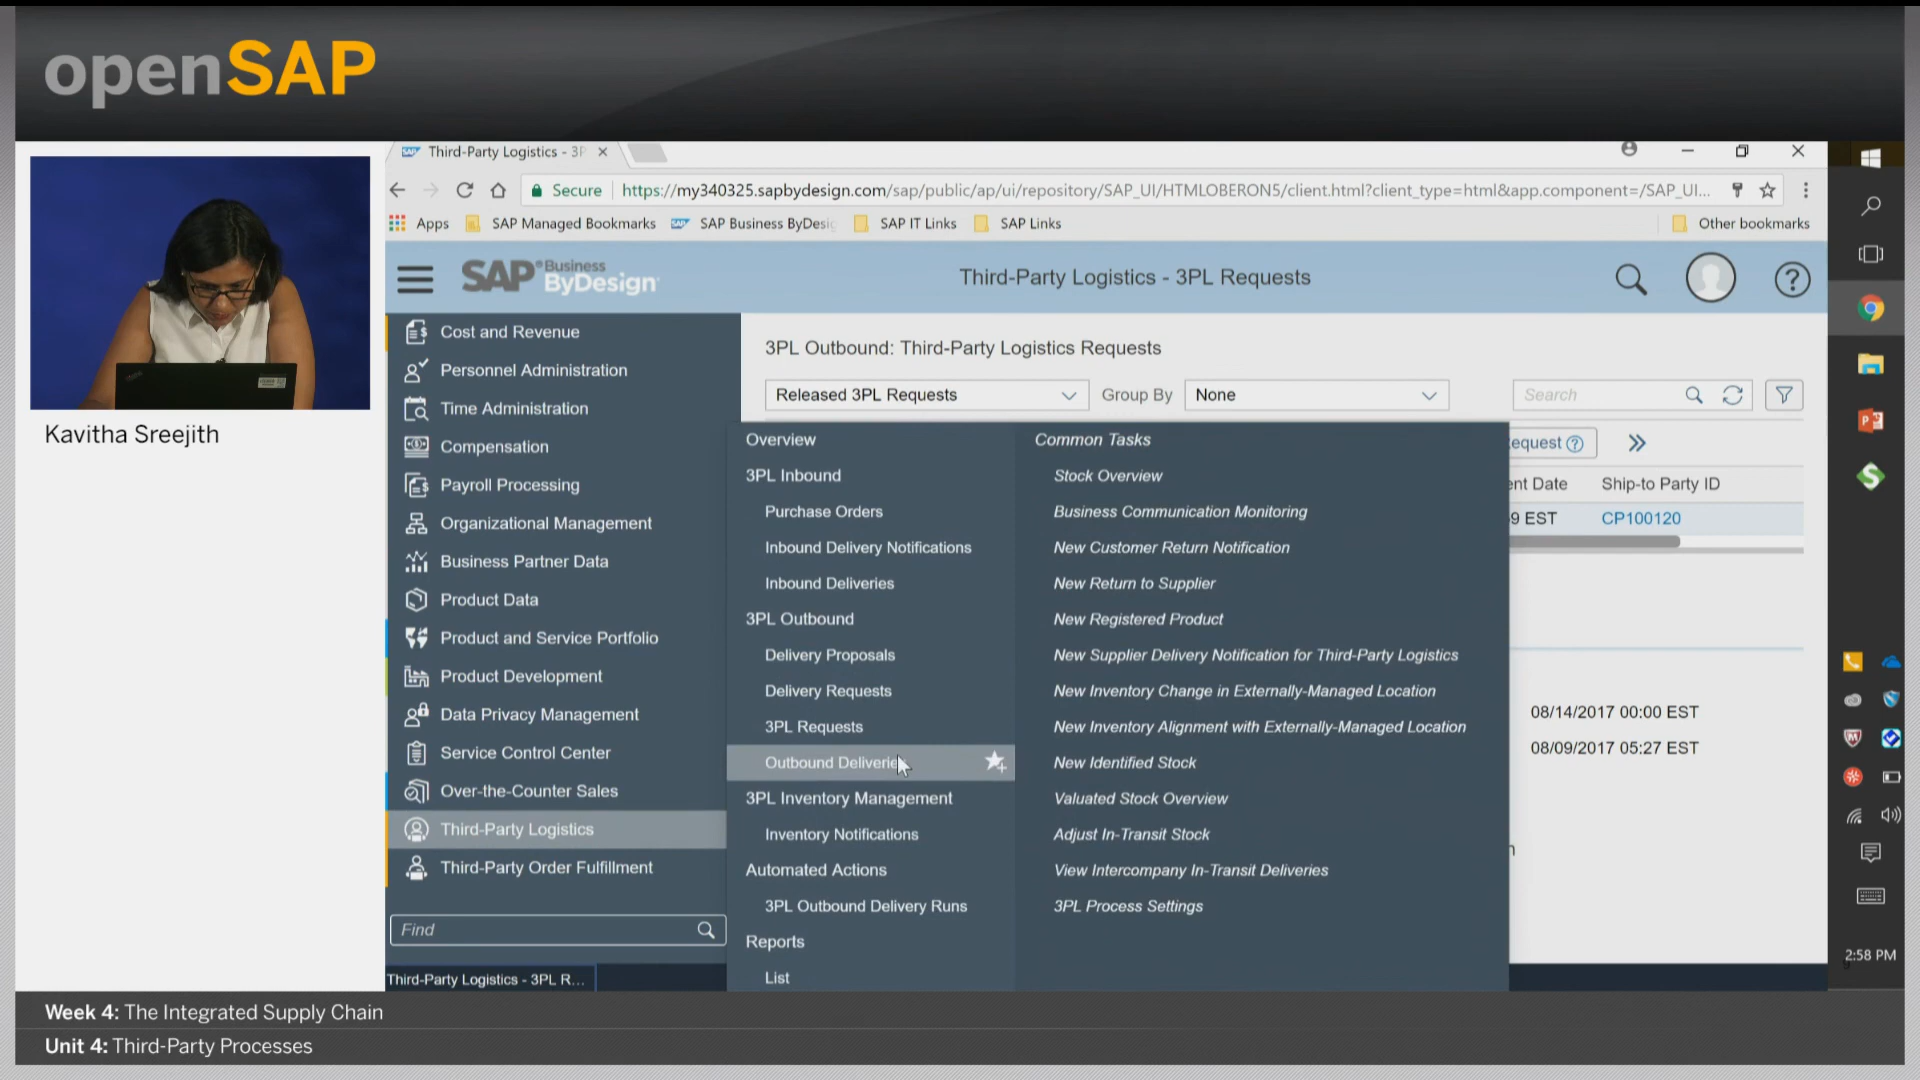 openSAP
Kavitha Sreejith
Third-Party Logistics - 3P
Secure
https://my340325.sapbydesign.com/sap/public/ap/ui/repository/SAP_UI/HTMLOBERON5/client.html?client_type=html&app.component=/SAP_UI...
Apps
SAP Managed Bookmarks
SAP Business ByDesig
SAP IT Links
SAP Links
Other bookmarks
SAP Business ByDesign
Third-Party Logistics - 3PL Requests
Cost and Revenue
Personnel Administration
Time Administration
Compensation
Payroll Processing
Organizational Management
Business Partner Data
Product Data
Product and Service Portfolio
Product Development
Data Privacy Management
Service Control Center
Over-the-Counter Sales
Third-Party Logistics
Third-Party Order Fulfillment
Find
Third-Party Logistics - 3PL R...
3PL Outbound: Third-Party Logistics Requests
Released 3PL Requests
Group By
None
Search
Overview
3PL Inbound
Purchase Orders
Inbound Delivery Notifications
Inbound Deliveries
3PL Outbound
Delivery Proposals
Delivery Requests
3PL Requests
Outbound Deliverie
3PL Inventory Management
Inventory Notifications
Automated Actions
3PL Outbound Delivery Runs
Reports
List
Common Tasks
Stock Overview
Business Communication Monitoring
New Customer Return Notification
New Return to Supplier
New Registered Product
New Supplier Delivery Notification for Third-Party Logistics
New Inventory Change in Externally-Managed Location
New Inventory Alignment with Externally-Managed Location
New Identified Stock
Valuated Stock Overview
Adjust In-Transit Stock
View Intercompany In-Transit Deliveries
3PL Process Settings
equest
ent Date
Ship-to Party ID
9 EST
CP100120
08/14/2017 00:00 EST
08/09/2017 05:27 EST
2:58 PM
Week 4: The Integrated Supply Chain
Unit 4: Third-Party Processes